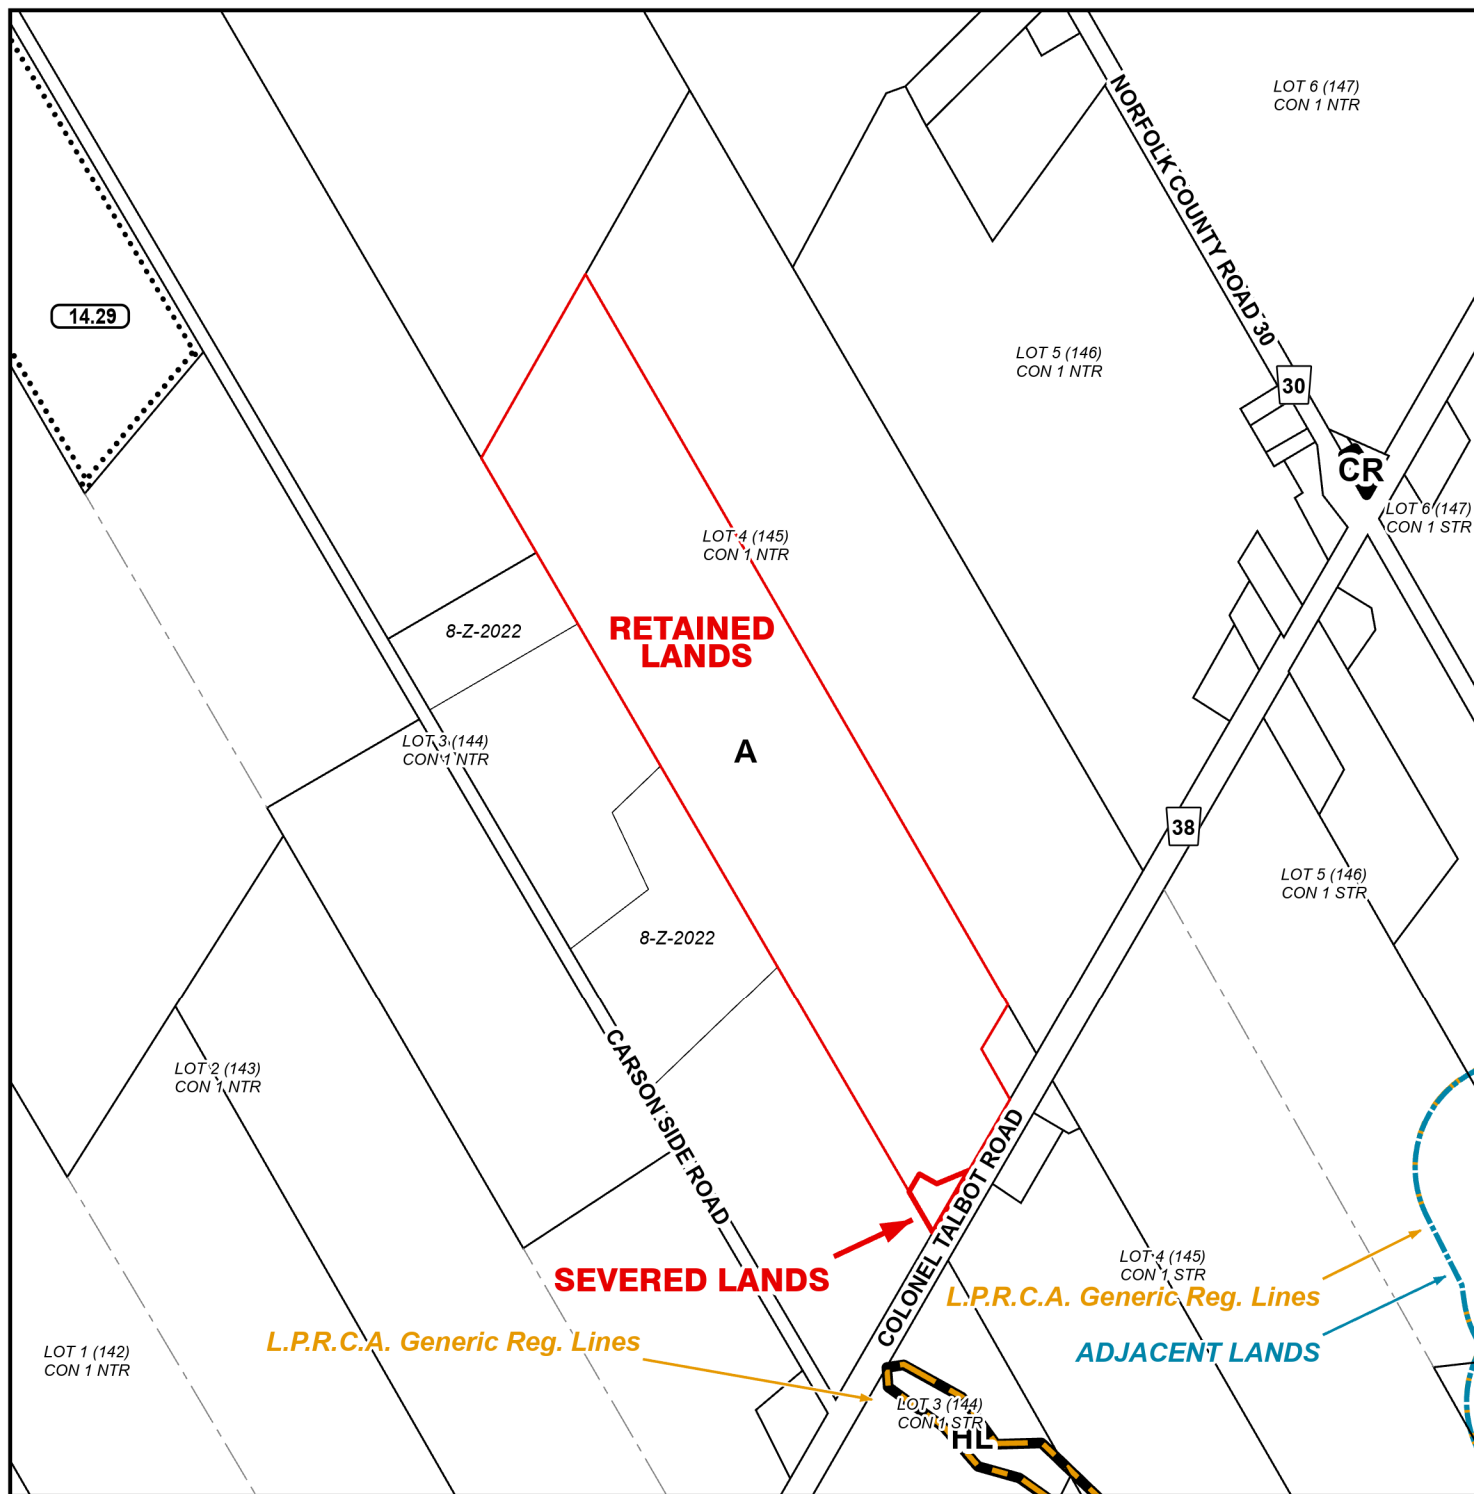 LOT 6 (147)
CON 1 NTR
NORFOLK COUNTY ROAD 30
14.29
LOT 5 (146)
CON 1 NTR
30
CR
LOT 6 (147)
CON 1 STR
LOT 4 (145)
CON 1 NTR
8-Z-2022
RETAINED
LANDS
LOT 3 (144)
CON 1 NTR
A
38
LOT 5 (146)
CON 1 STR
8-Z-2022
CARSON SIDE ROAD
LOT 2 (143)
CON 1 NTR
COLONEL TALBOT ROAD
SEVERED LANDS
LOT 4 (145)
CON 1 STR
L.P.R.C.A. Generic Reg. Lines
L.P.R.C.A. Generic Reg. Lines
ADJACENT LANDS
LOT 1 (142)
CON 1 NTR
LOT 3 (144)
CON 1 STR
HL